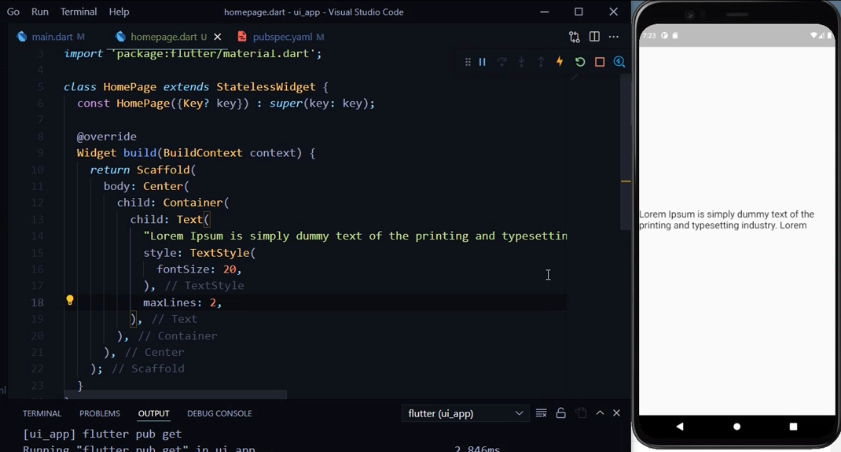 Go Run Terminal Help homepage.dart - ui_app - Visual Studio Code
main.dart M homepage.dart U pubspec.yaml M
3 import 'package:flutter/material.dart';
4
5 class HomePage extends StatelessWidget {
6 const HomePage({Key? key}) : super(key: key);
7
8 @override
9 Widget build(BuildContext context) {
10 return Scaffold(
11 body: Center(
12 child: Container(
13 child: Text(
14 "Lorem Ipsum is simply dummy text of the printing and typesettin
15 style: TextStyle(
16 fontSize: 20,
17 ), // TextStyle
18 maxLines: 2,
19 ), // Text
20 ), // Container
21 ), // Center
22 ); // Scaffold
23 }
TERMINAL PROBLEMS OUTPUT DEBUG CONSOLE flutter (ui_app)
[ui_app] flutter pub get
Running "flutter pub get" in ui_app... 2,846ms
7:23
Lorem Ipsum is simply dummy text of the
printing and typesetting industry. Lorem